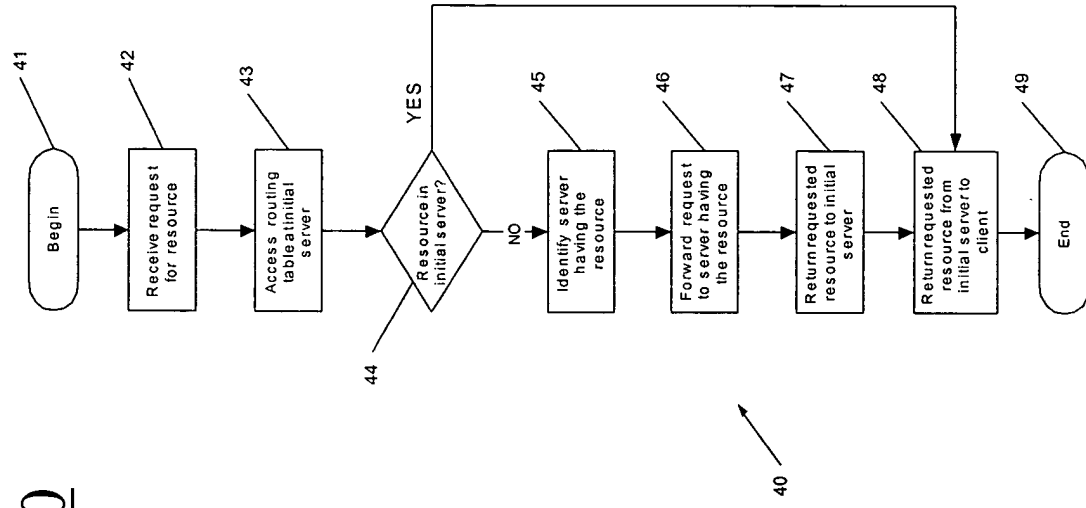 Begin
41
Receive request
for resource
42
Access routing
table at initial
server
43
Resource in
initial server?
44
YES
NO
Identify server
having the
resource
45
Forward request
to server having
the resource
46
Return requested
resource to initial
server
47
Return requested
resource from
initial server to
client
48
End
49
40